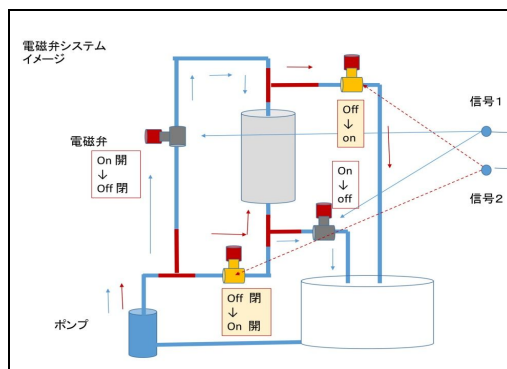 電磁弁システム
イメージ
信号1
Off
↓
on
電磁弁
On 開
↓
Off 閉
On
↓
off
信号2
Off 閉
↓
On 開
ポンプ